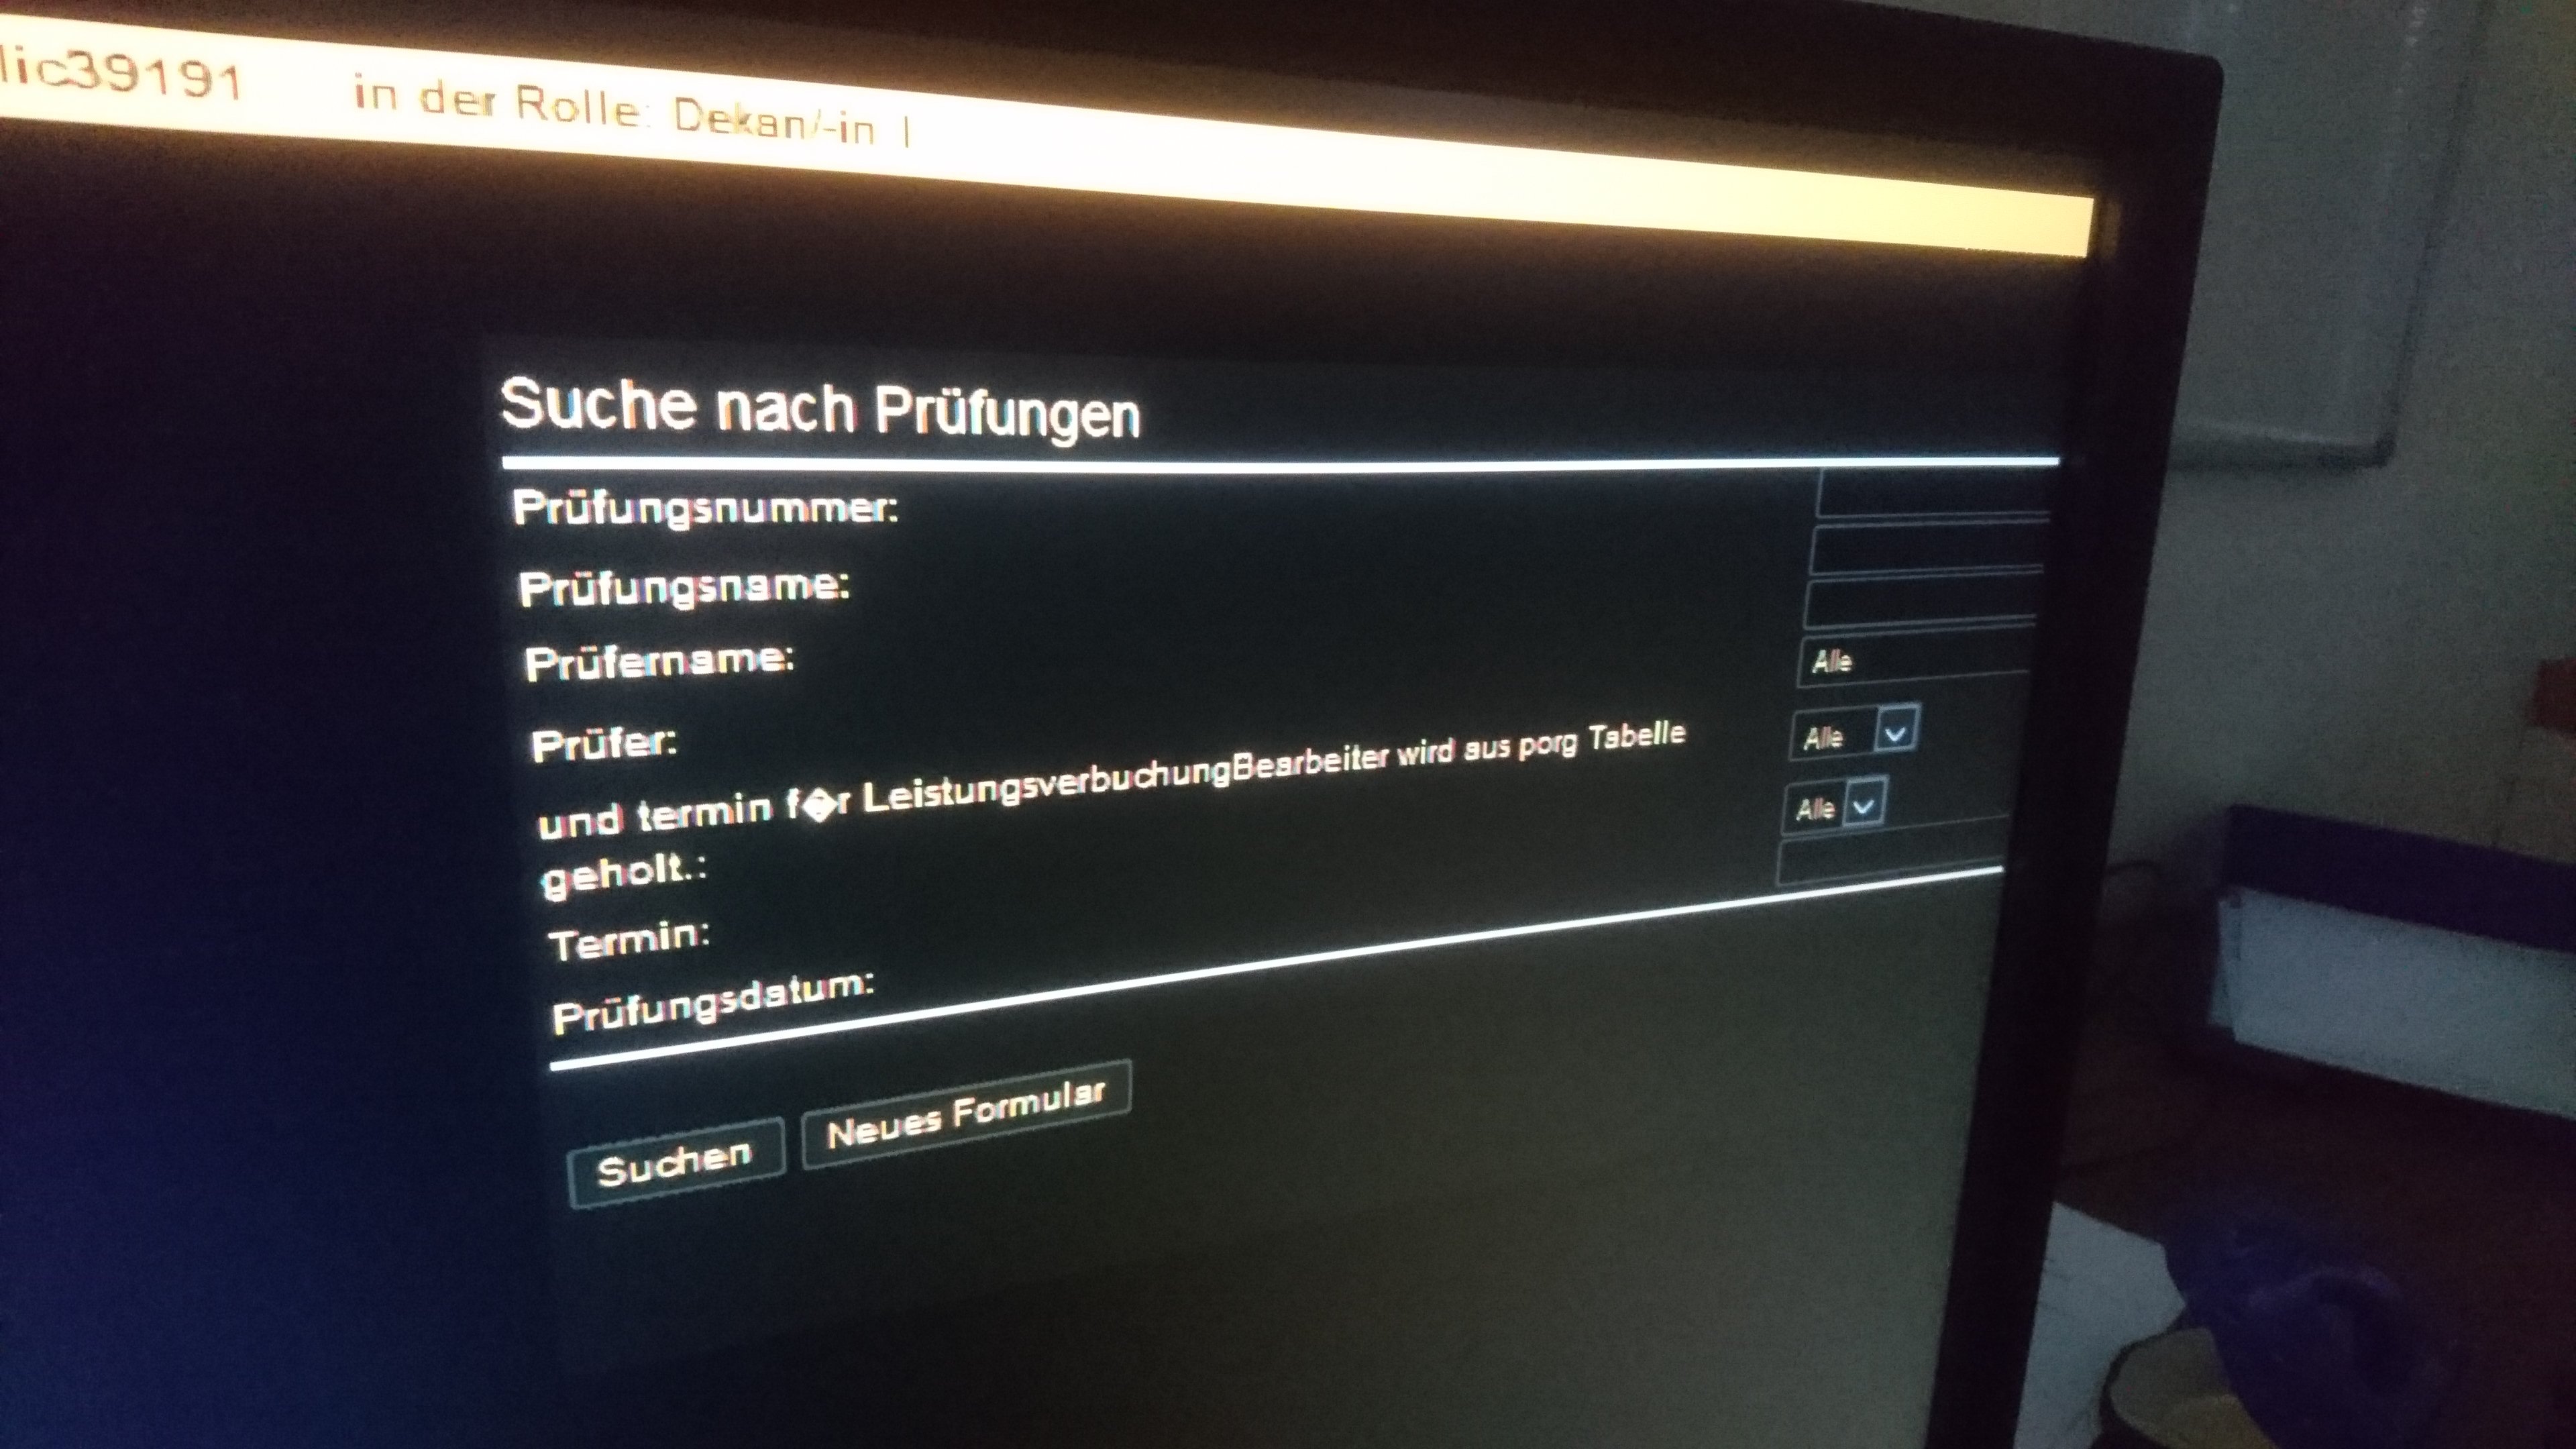 lic39191 in der Rolle: Dekan/-in |
Suche nach Prüfungen
Prüfungsnummer:
Prüfungsname:
Prüfername:
Alle
Prüfer:
Alle
und termin f�r LeistungsverbuchungBearbeiter wird aus porg Tabelle
geholt.:
Alle
Termin:
Prüfungsdatum:
Suchen Neues Formular